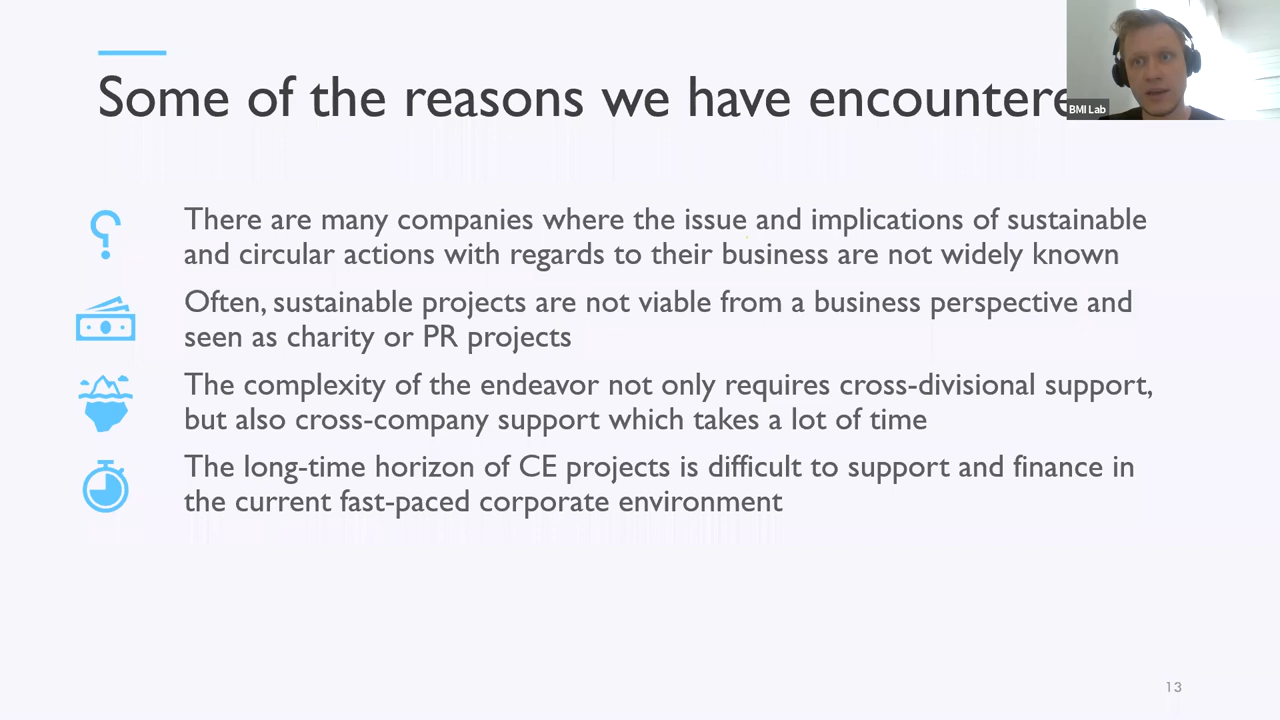 Some of the reasons we have encountere
BMI Lab
There are many companies where the issue and implications of sustainable
and circular actions with regards to their business are not widely known
Often, sustainable projects are not viable from a business perspective and
seen as charity or PR projects
The complexity of the endeavor not only requires cross-divisional support,
but also cross-company support which takes a lot of time
The long-time horizon of CE projects is difficult to support and finance in
the current fast-paced corporate environment
13